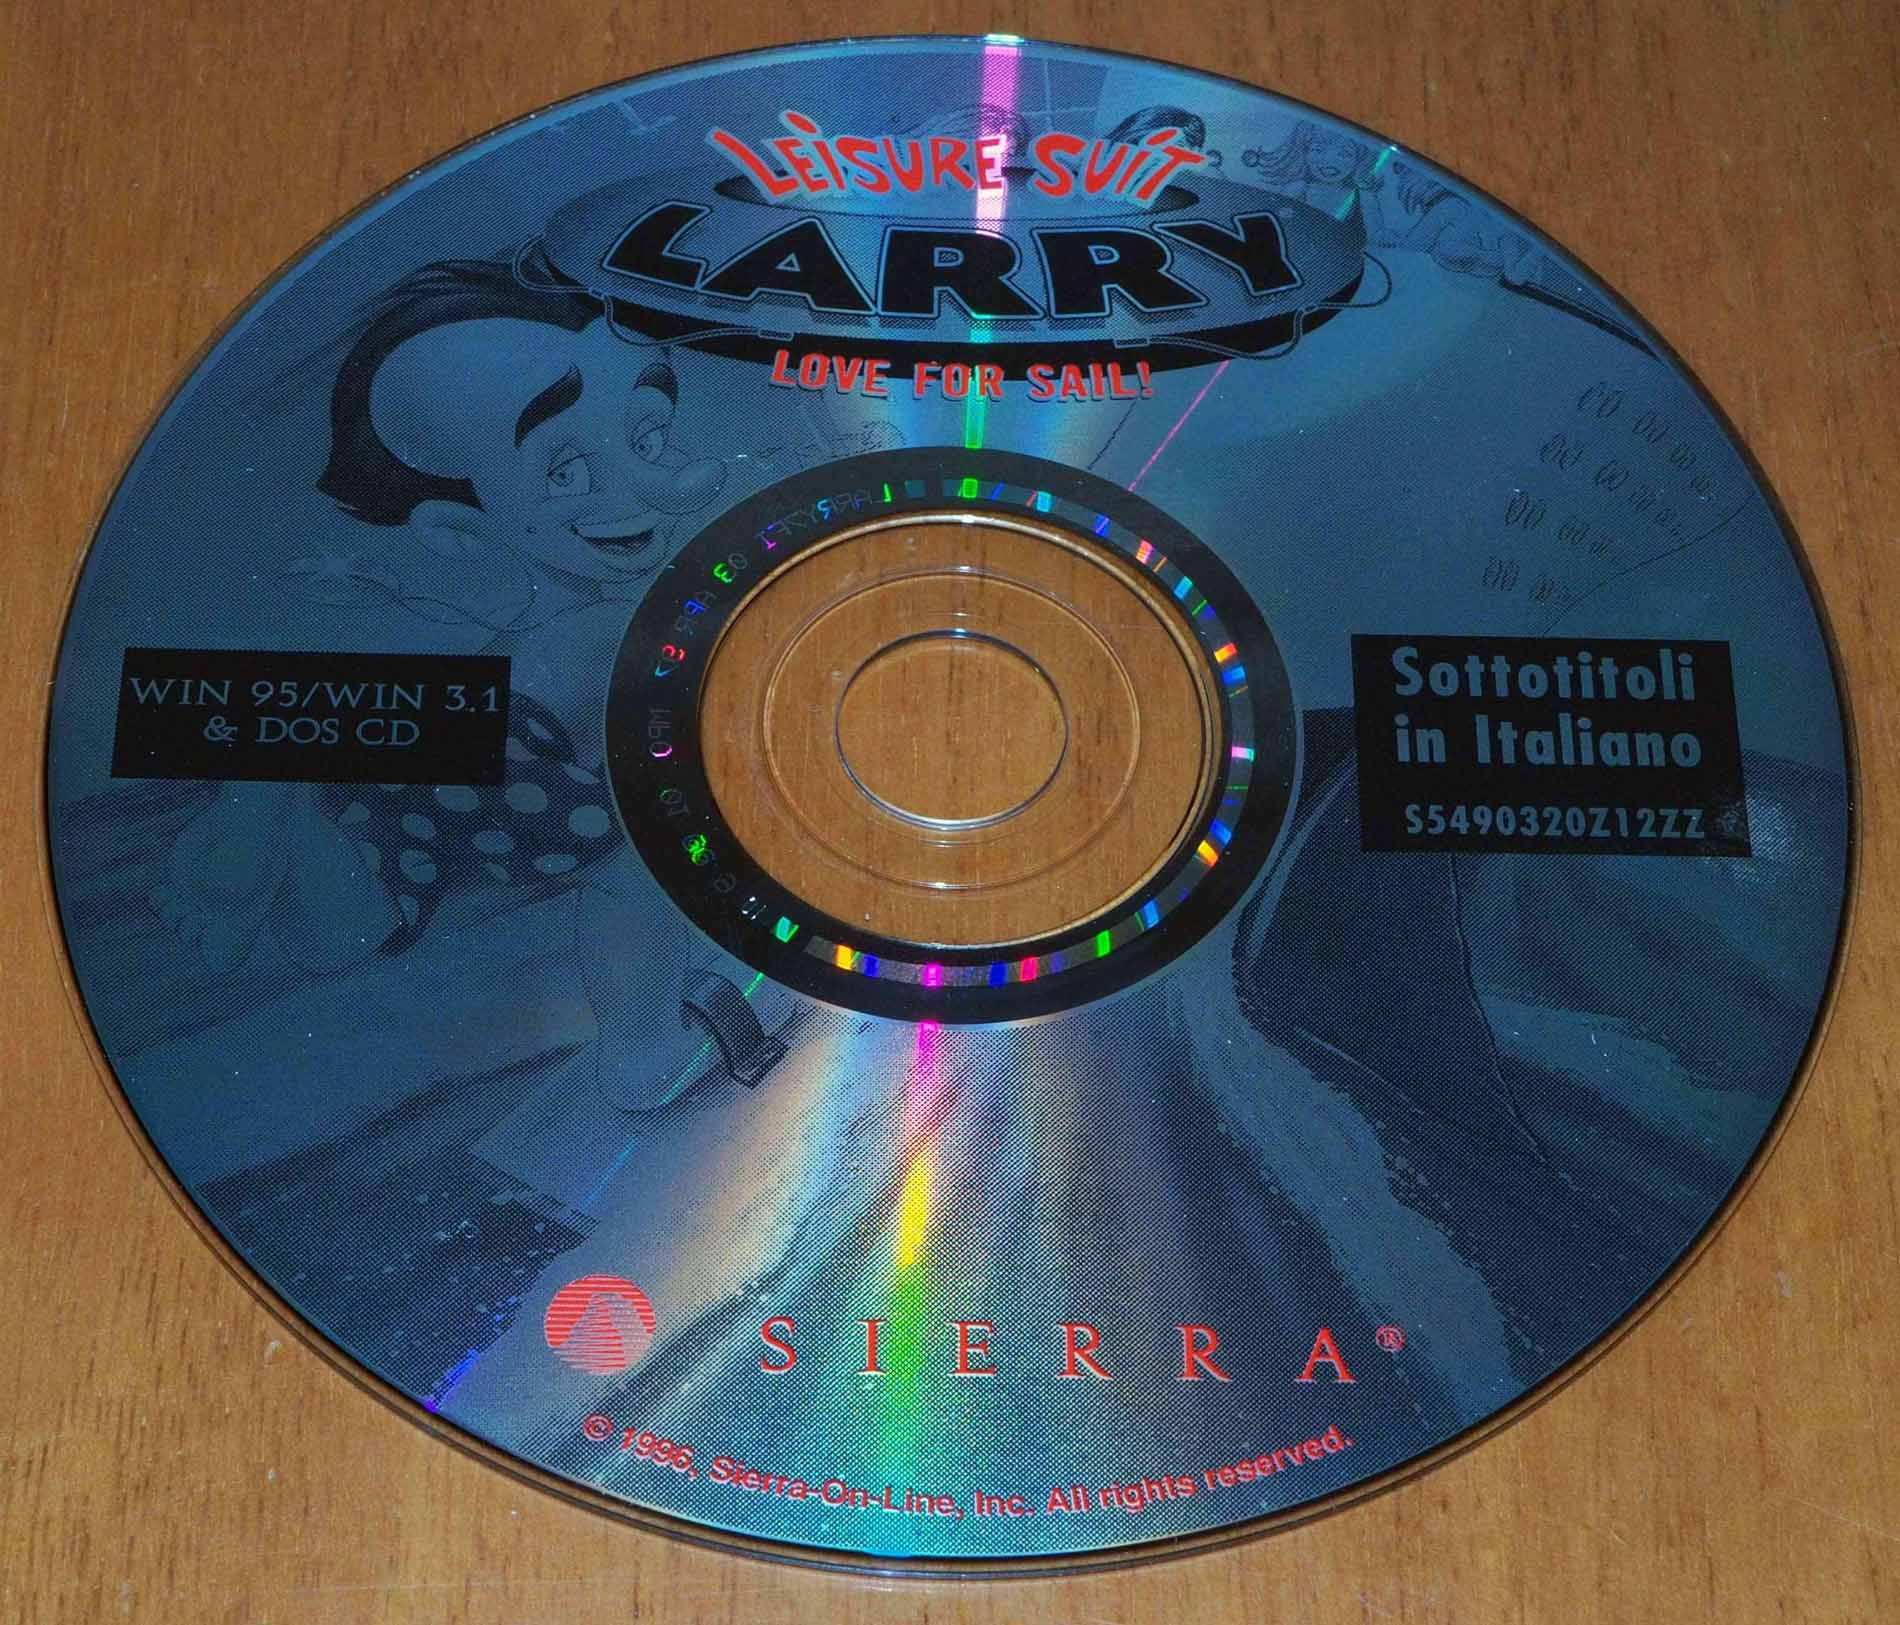 LEISURE SUIT
LARRY
LOVE FOR SAIL!
WIN 95/WIN 3.1
& DOS CD
Sottotitoli
in Italiano
S5490320Z12ZZ
SIERRA®
© 1996, Sierra-On-Line, Inc. All rights reserved.